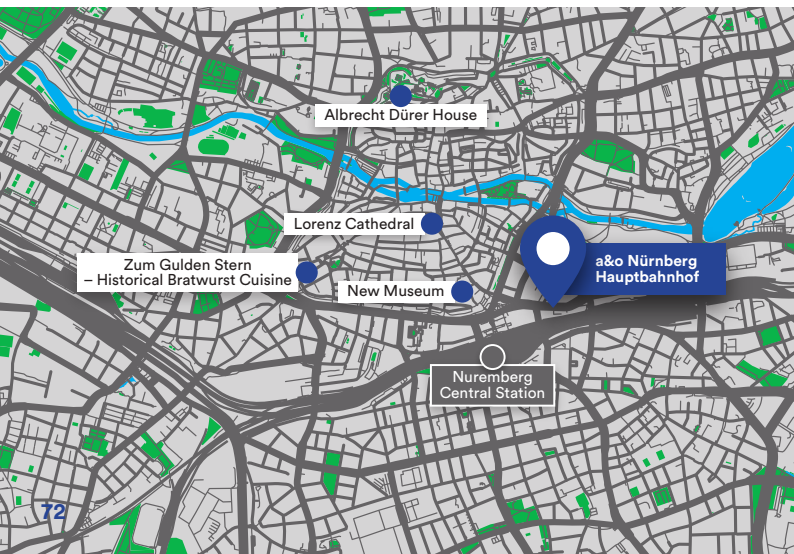 Albrecht Dürer House
Lorenz Cathedral
a&o Nürnberg
Hauptbahnhof
Zum Gulden Stern
– Historical Bratwurst Cuisine
New Museum
Nuremberg
Central Station
72